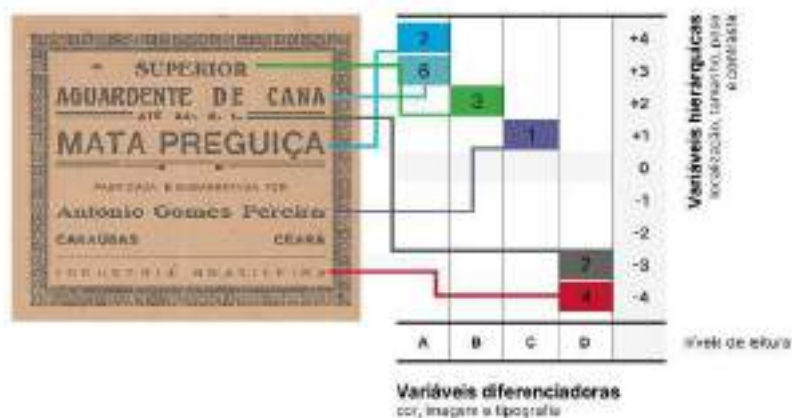 SUPERIOR
AGUARDENTE DE CANA
MATA PREGUIÇA
Antonio Gomes Pereira
CARAÚBAS CEARÁ
INDUSTRIA BRASILEIRA
6
3
1
4
+4
+3
+2
+1
0
-1
-2
-3
-4
A B C D
níveis de leitura
Variáveis hierárquicas
localização, tamanho, peso
e contraste
Variáveis diferenciadoras
cor, imagem e tipografia